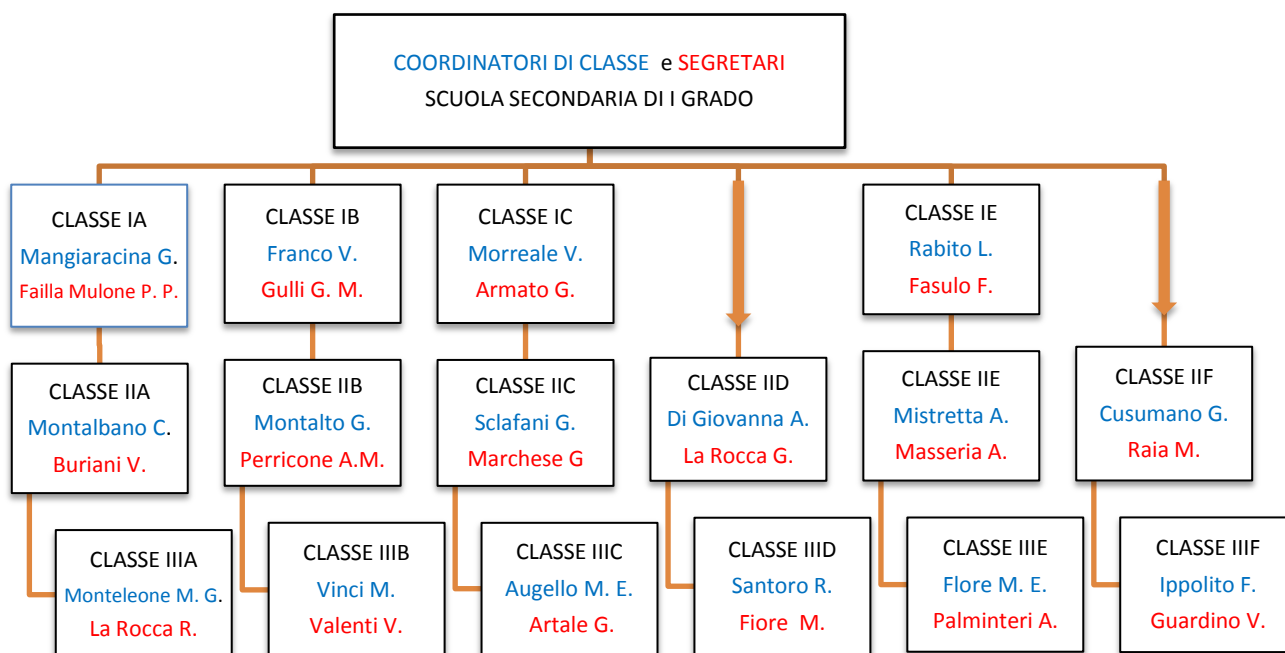 COORDINATORI DI CLASSE e SEGRETARI
SCUOLA SECONDARIA DI I GRADO
CLASSE IA
Mangiaracina G.
Failla Mulone P. P.
CLASSE IB
Franco V.
Gulli G. M.
CLASSE IC
Morreale V.
Armato G.
CLASSE IE
Rabito L.
Fasulo F.
CLASSE IIA
Montalbano C.
Buriani V.
CLASSE IIB
Montalto G.
Perricone A.M.
CLASSE IIC
Sclafani G.
Marchese G
CLASSE IID
Di Giovanna A.
La Rocca G.
CLASSE IIE
Mistretta A.
Masseria A.
CLASSE IIF
Cusumano G.
Raia M.
CLASSE IIIA
Monteleone M. G.
La Rocca R.
CLASSE IIIB
Vinci M.
Valenti V.
CLASSE IIIC
Augello M. E.
Artale G.
CLASSE IIID
Santoro R.
Fiore M.
CLASSE IIIE
Flore M. E.
Palminteri A.
CLASSE IIIF
Ippolito F.
Guardino V.